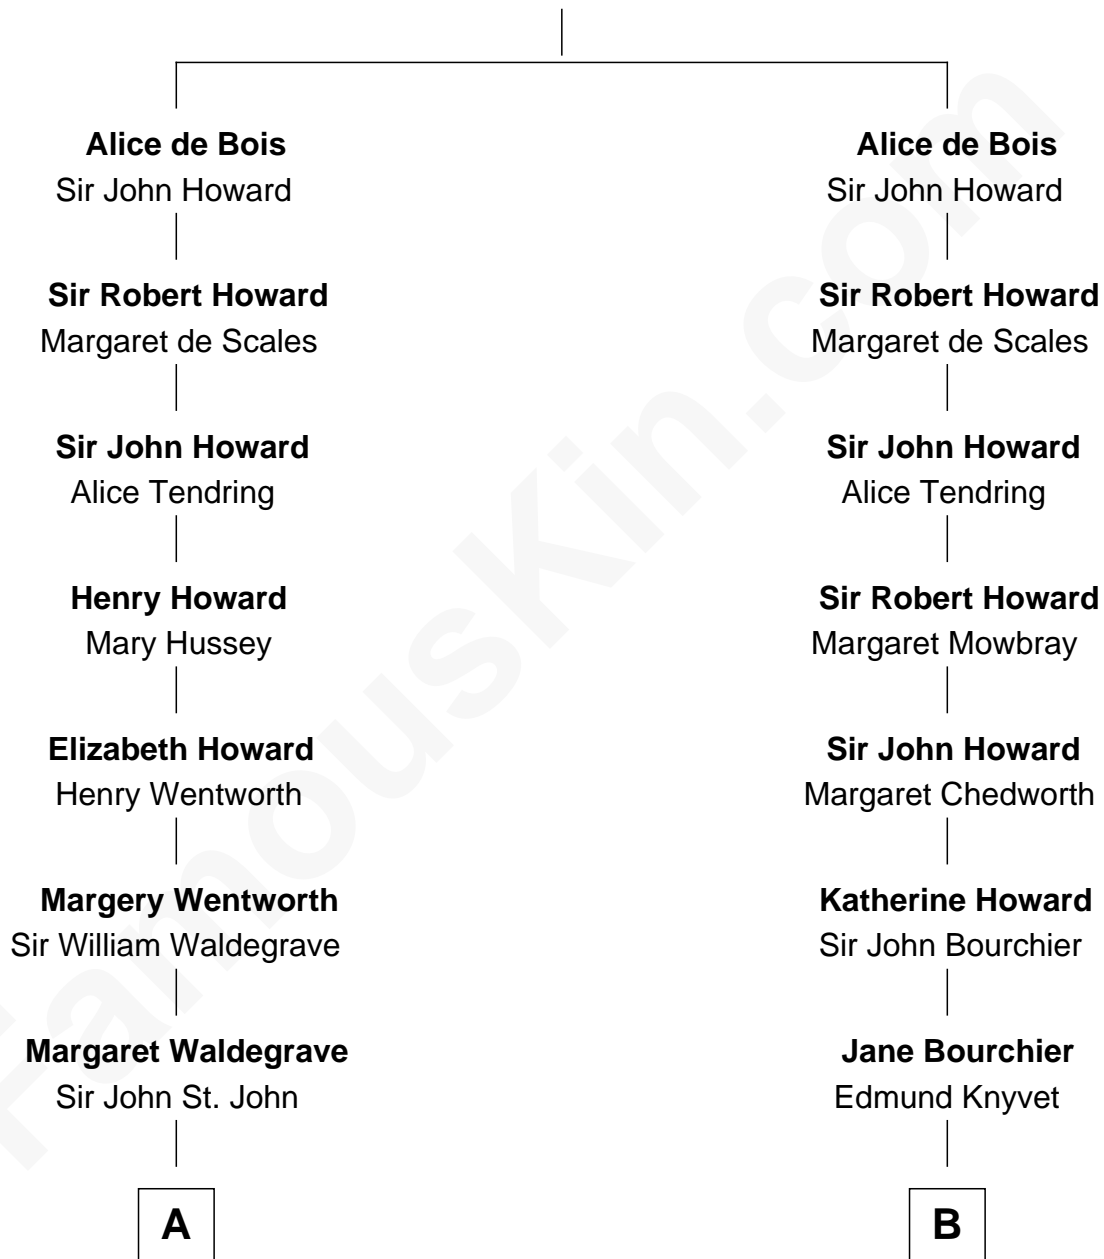 Alice de Bois
Sir John Howard
Sir Robert Howard
Margaret de Scales
Sir John Howard
Alice Tendring
Henry Howard
Mary Hussey
Elizabeth Howard
Henry Wentworth
Margery Wentworth
Sir William Waldegrave
Margaret Waldegrave
Sir John St. John
A
Alice de Bois
Sir John Howard
Sir Robert Howard
Margaret de Scales
Sir John Howard
Alice Tendring
Sir Robert Howard
Margaret Mowbray
Sir John Howard
Margaret Chedworth
Katherine Howard
Sir John Bourchier
Jane Bourchier
Edmund Knyvet
B
FamousKin.com